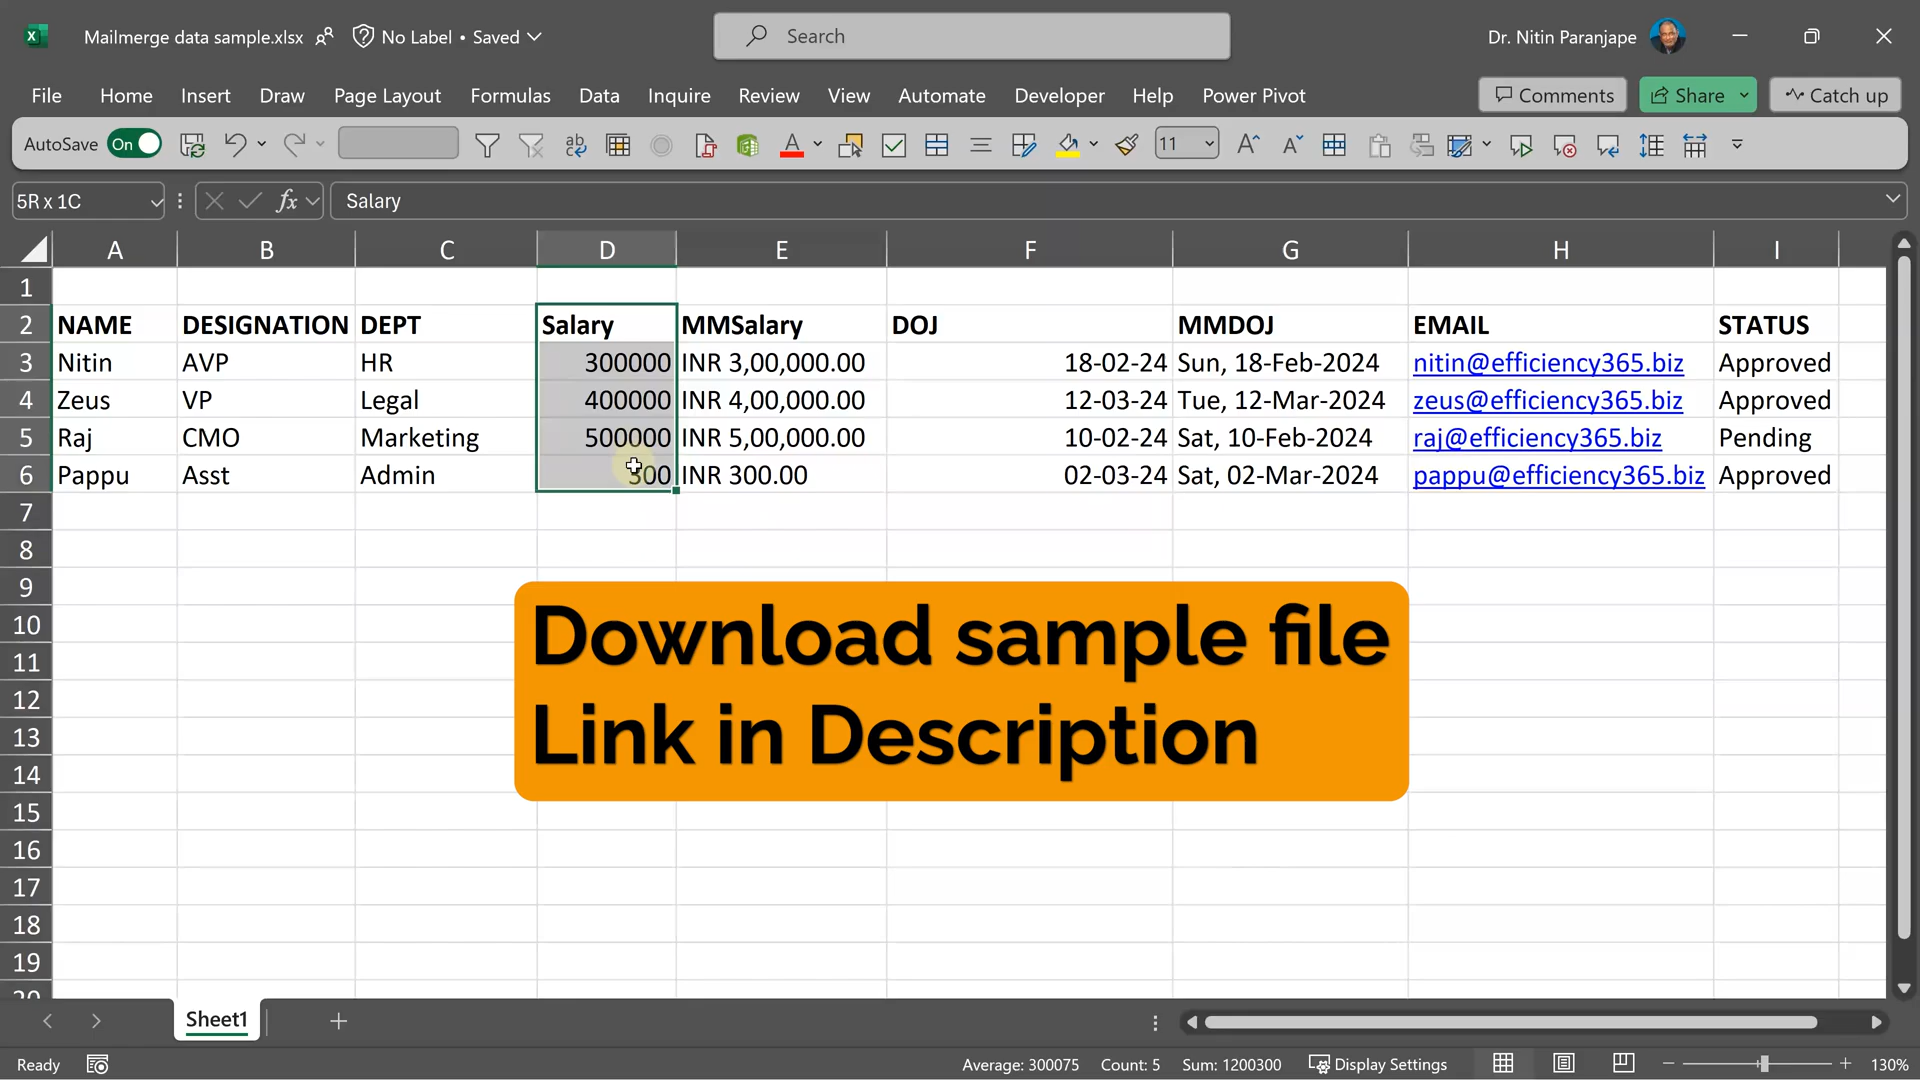 Mailmerge data sample.xlsx No Label • Saved Search Dr. Nitin Paranjape
File Home Insert Draw Page Layout Formulas Data Inquire Review View Automate Developer Help Power Pivot Comments Share Catch up
AutoSave On 11
5R x 1C fx Salary
A B C D E F G H I
1
2 NAME DESIGNATION DEPT Salary MMSalary DOJ MMDOJ EMAIL STATUS
3 Nitin AVP HR 300000 INR 3,00,000.00 18-02-24 Sun, 18-Feb-2024 nitin@efficiency365.biz Approved
4 Zeus VP Legal 400000 INR 4,00,000.00 12-03-24 Tue, 12-Mar-2024 zeus@efficiency365.biz Approved
5 Raj CMO Marketing 500000 INR 5,00,000.00 10-02-24 Sat, 10-Feb-2024 raj@efficiency365.biz Pending
6 Pappu Asst Admin 300 INR 300.00 02-03-24 Sat, 02-Mar-2024 pappu@efficiency365.biz Approved
7
8
9
10
11
12
13
14
15
16
17
18
19
20
Download sample file
Link in Description
Sheet1
Ready Average: 300075 Count: 5 Sum: 1200300 Display Settings 130%